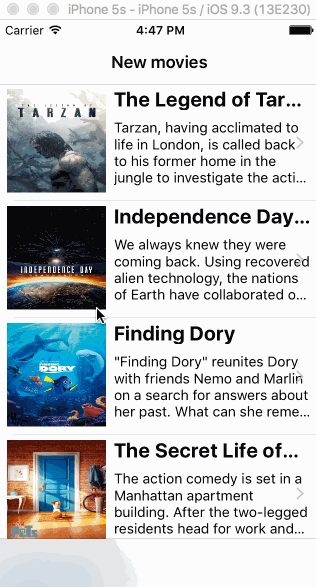 iPhone 5s - iPhone 5s / iOS 9.3 (13E230)
Carrier 4:47 PM
New movies
THE LEGEND OF
TARZAN
The Legend of Tar...
Tarzan, having acclimated to
life in London, is called back
to his former home in the
jungle to investigate the acti...
INDEPENDENCE DAY
Independence Day...
We always knew they were
coming back. Using recovered
alien technology, the nations
of Earth have collaborated o...
FINDING
DORY
Finding Dory
"Finding Dory" reunites Dory
with friends Nemo and Marlin
on a search for answers about
her past. What can she reme...
PETS
The Secret Life of...
The action comedy is set in a
Manhattan apartment
building. After the two-legged
residents head for work and...